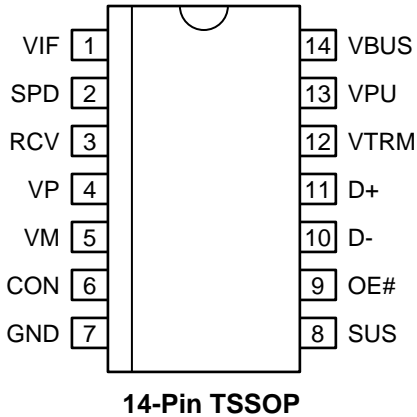 VIF 1 14 VBUS
SPD 2 13 VPU
RCV 3 12 VTRM
VP 4 11 D+
VM 5 10 D-
CON 6 9 OE#
GND 7 8 SUS
14-Pin TSSOP